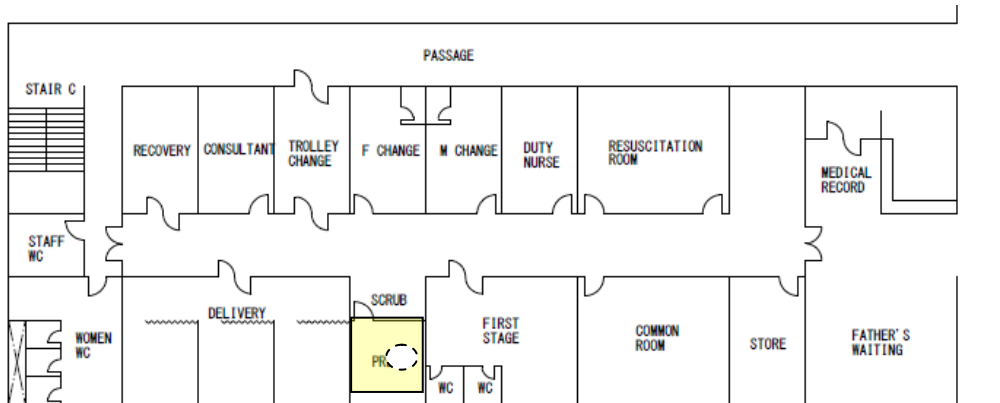 PASSAGE
STAIR C
RECOVERY
CONSULTANT
TROLLEY
CHANGE
F CHANGE
M CHANGE
DUTY
NURSE
RESUSCITATION
ROOM
MEDICAL
RECORD
STAFF
WC
SCRUB
DELIVERY
WOMEN
WC
FIRST
STAGE
COMMON
ROOM
STORE
FATHER'S
WAITING
WC
WC